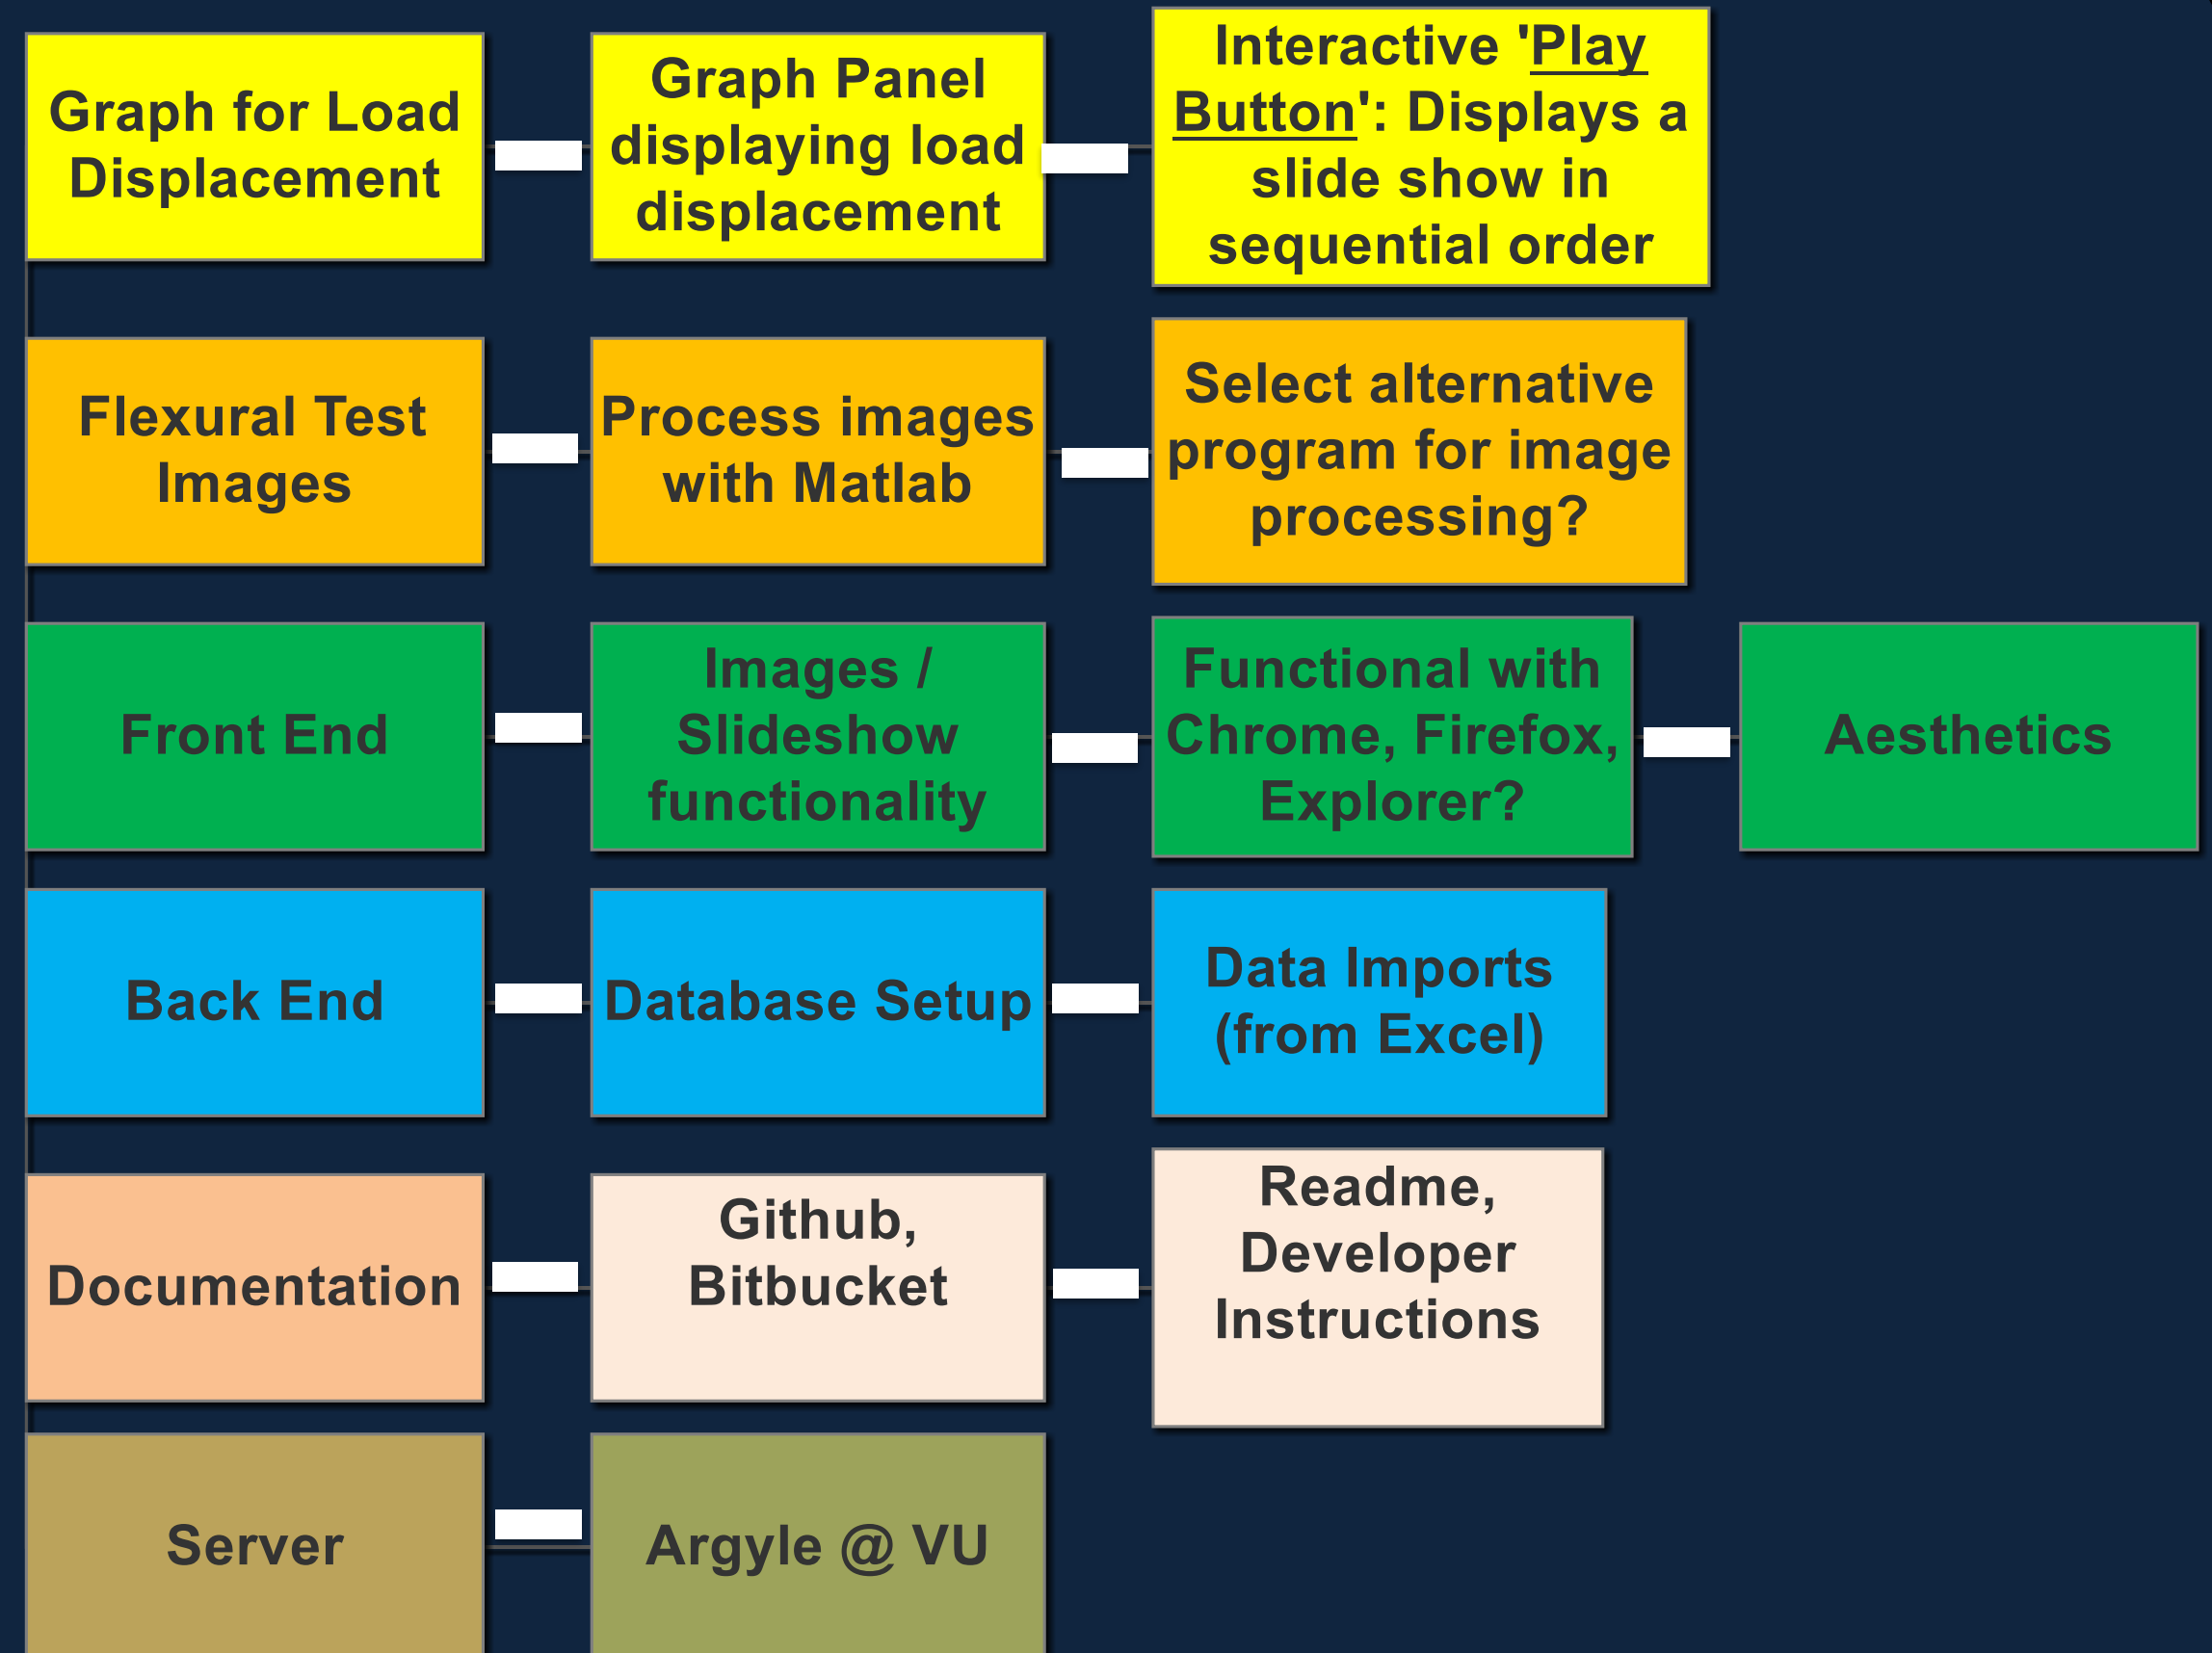 Graph for Load
Displacement
Graph Panel
displaying load
displacement
Interactive 'Play
Button': Displays a
slide show in
sequential order
Flexural Test
Images
Process images
with Matlab
Select alternative
program for image
processing?
Front End
Images /
Slideshow
functionality
Functional with
Chrome, Firefox,
Explorer?
Aesthetics
Back End
Database Setup
Data Imports
(from Excel)
Documentation
Github,
Bitbucket
Readme,
Developer
Instructions
Server
Argyle @ VU